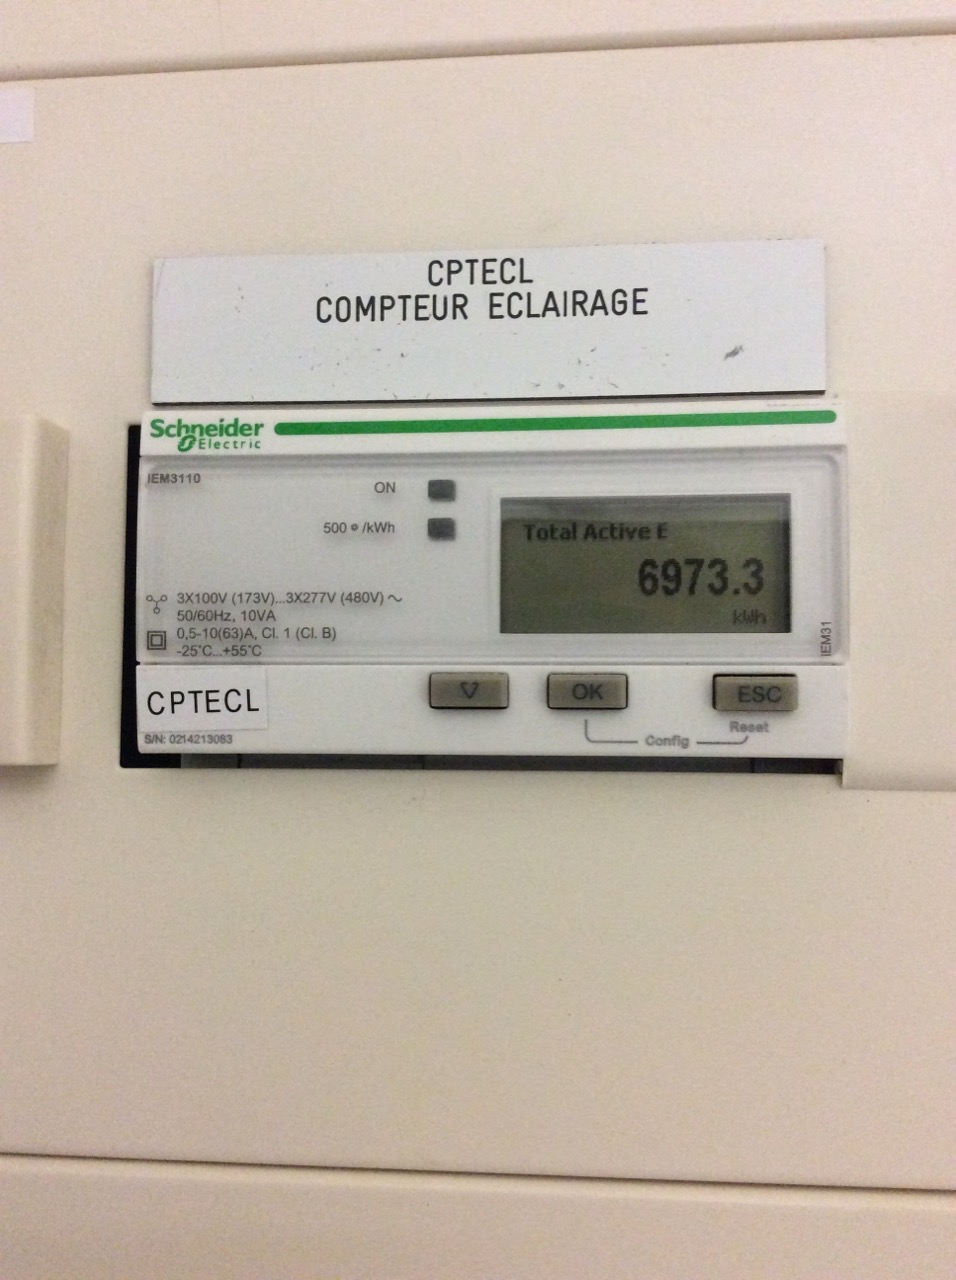 CPTECL
COMPTEUR ECLAIRAGE
Schneider
Electric
IEM3110
ON
500 /kWh
Total Active E
6973.3
kWh
3X100V (173V)...3X277V (480V) ~
50/60Hz, 10VA
0,5-10(63)A, Cl. 1 (Cl. B)
-25°C...+55°C
IEM31
CPTECL
OK
ESC
Reset
Config
S/N: 0214213083